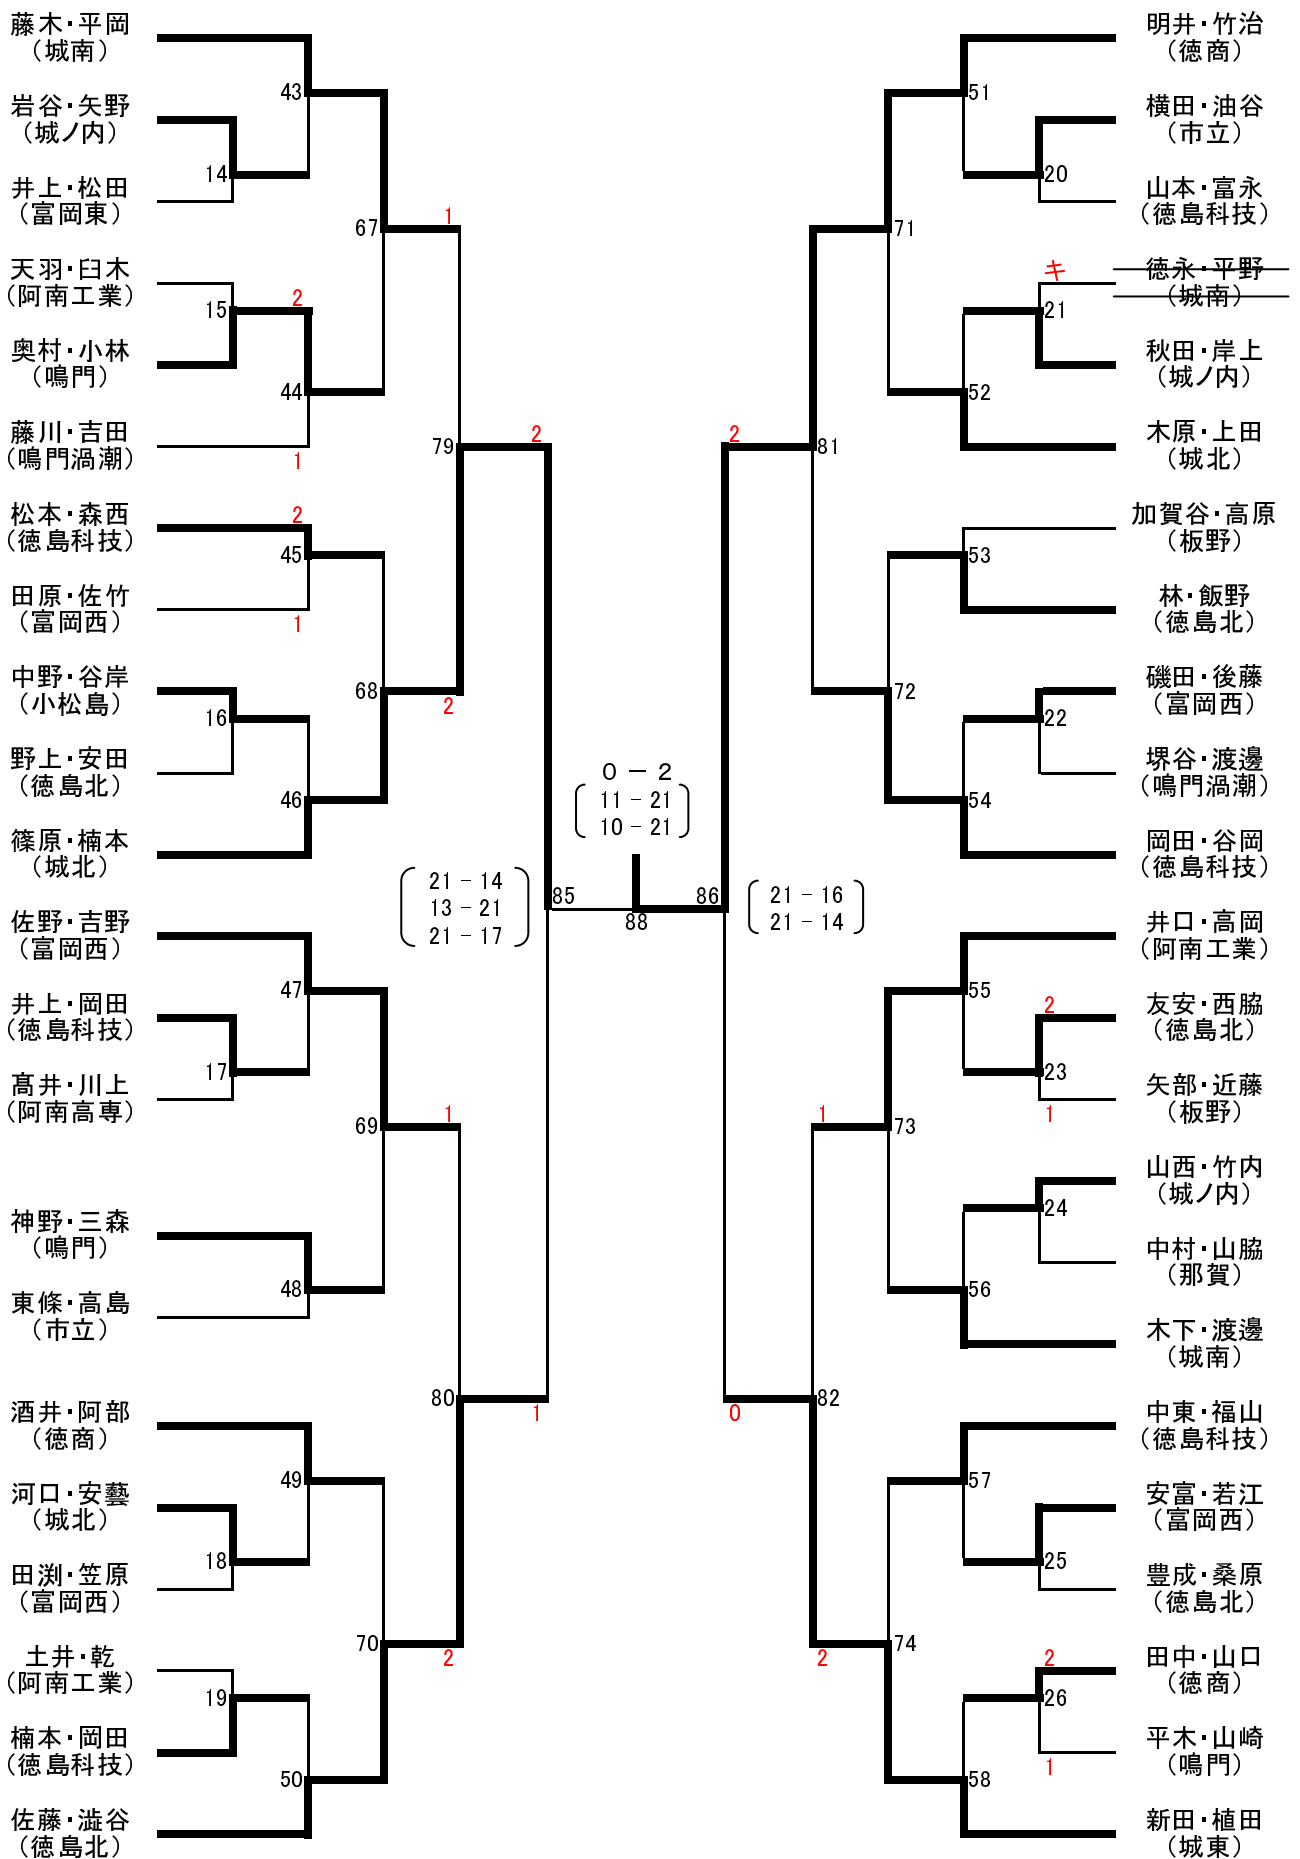 藤木・平岡
（城南）
43
岩谷・矢野
（城ノ内）
14
井上・松田
（富岡東）
67
1
天羽・臼木
（阿南工業）
15
2
奥村・小林
（鳴門）
44
藤川・吉田
（鳴門渦潮）
1
79
2
松本・森西
（徳島科技）
2
45
田原・佐竹
（富岡西）
1
中野・谷岸
（小松島）
16
68
2
野上・安田
（徳島北）
46
篠原・楠本
（城北）
21 － 14
13 － 21
21 － 17
85
佐野・吉野
（富岡西）
47
井上・岡田
（徳島科技）
17
髙井・川上
（阿南高専）
69
1
神野・三森
（鳴門）
48
東條・高島
（市立）
80
1
酒井・阿部
（徳商）
49
河口・安藝
（城北）
18
田渕・笠原
（富岡西）
70
2
土井・乾
（阿南工業）
19
楠本・岡田
（徳島科技）
50
佐藤・澁谷
（徳島北）
0 － 2
11 － 21
10 － 21
88
明井・竹治
（徳商）
51
横田・油谷
（市立）
20
山本・富永
（徳島科技）
71
キ
徳永・平野
（城南）
21
秋田・岸上
（城ノ内）
52
木原・上田
（城北）
2
81
加賀谷・高原
（板野）
53
林・飯野
（徳島北）
72
磯田・後藤
（富岡西）
22
堺谷・渡邊
（鳴門渦潮）
54
岡田・谷岡
（徳島科技）
86
21 － 16
21 － 14
井口・高岡
（阿南工業）
55
2
友安・西脇
（徳島北）
23
矢部・近藤
（板野）
1
1
73
山西・竹内
（城ノ内）
24
中村・山脇
（那賀）
56
木下・渡邊
（城南）
0
82
中東・福山
（徳島科技）
57
安富・若江
（富岡西）
25
豊成・桑原
（徳島北）
2
74
2
田中・山口
（徳商）
26
平木・山崎
（鳴門）
1
58
新田・植田
（城東）